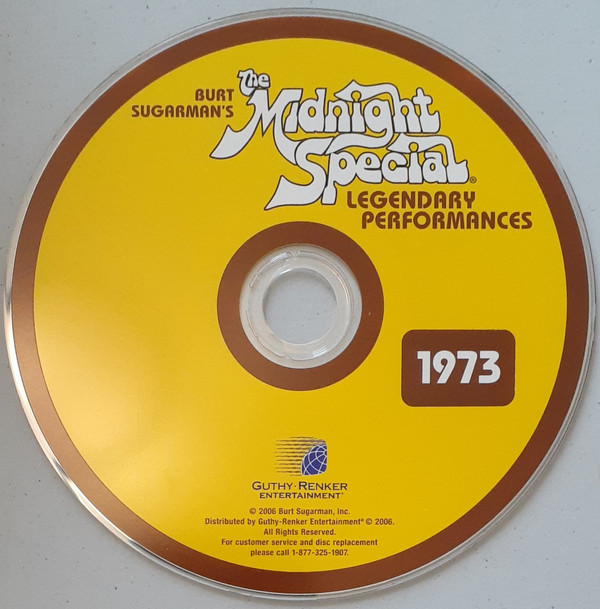 BURT
SUGARMAN'S
The
Midnight
Special®
LEGENDARY
PERFORMANCES
1973
GUTHY·RENKER
ENTERTAINMENT®
© 2006 Burt Sugarman, Inc.
Distributed by Guthy-Renker Entertainment® © 2006.
All Rights Reserved.
For customer service and disc replacement
please call 1-877-325-1907.